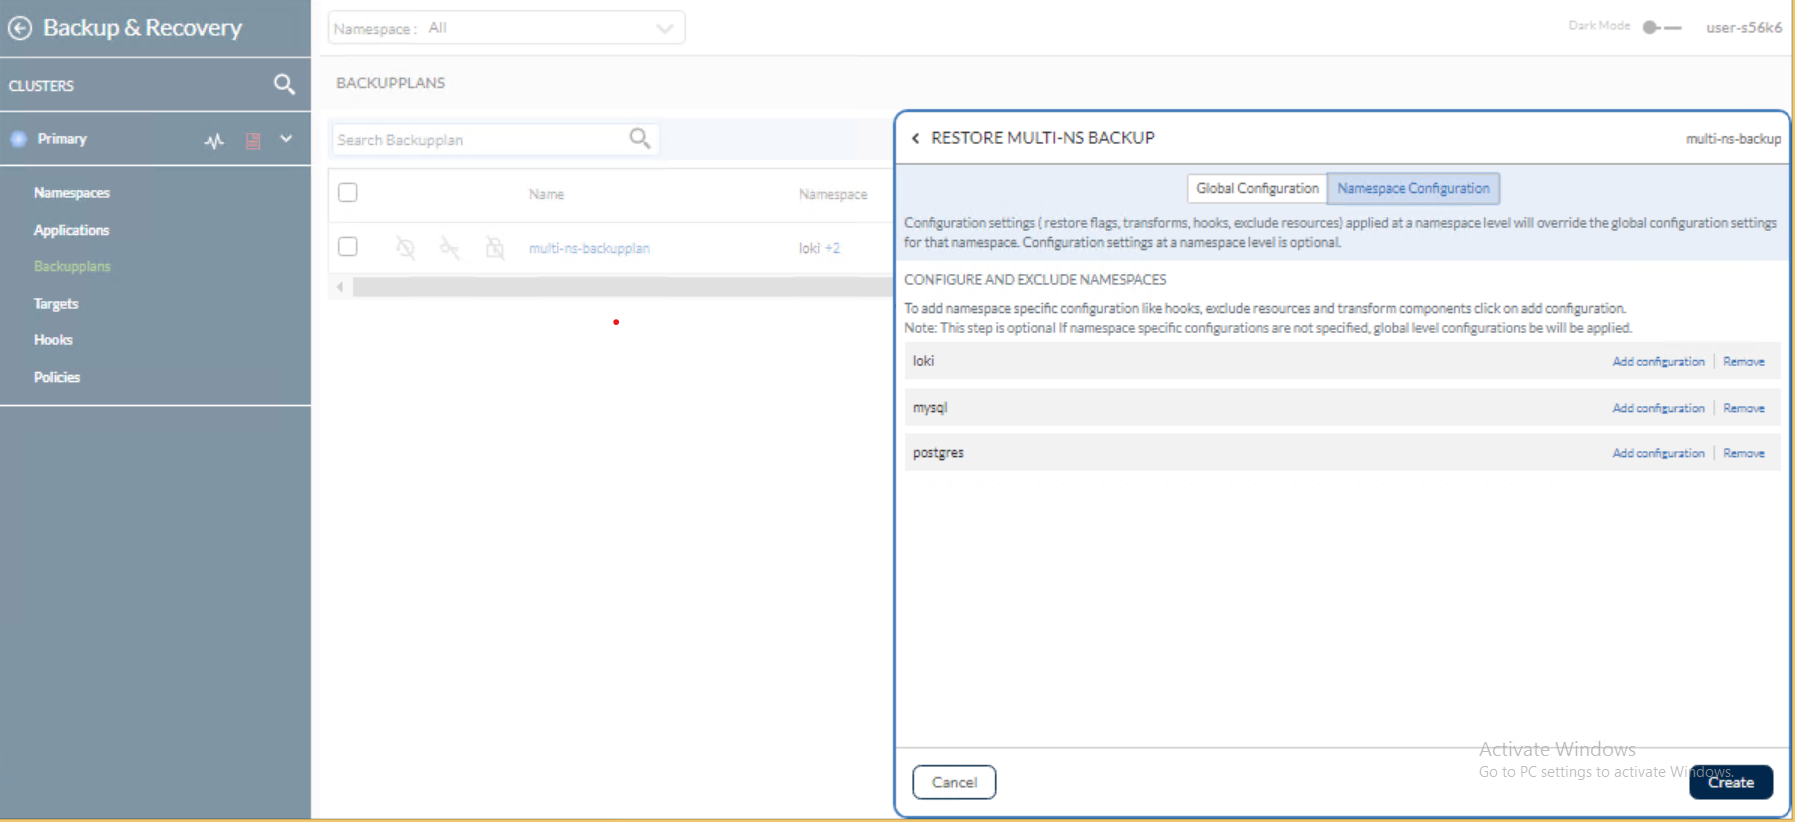 Backup & Recovery
Namespace : All
Dark Mode
user-s56k6
CLUSTERS
BACKUPPLANS
Primary
Search Backupplan
Namespaces
Applications
Backupplans
Targets
Hooks
Policies
Name
Namespace
multi-ns-backupplan
loki +2
RESTORE MULTI-NS BACKUP
multi-ns-backup
Global Configuration
Namespace Configuration
Configuration settings ( restore flags, transforms, hooks, exclude resources) applied at a namespace level will override the global configuration settings
for that namespace. Configuration settings at a namespace level is optional.
CONFIGURE AND EXCLUDE NAMESPACES
To add namespace specific configuration like hooks, exclude resources and transform components click on add configuration.
Note: This step is optional If namespace specific configurations are not specified, global level configurations be will be applied.
loki
Add configuration
Remove
mysql
Add configuration
Remove
postgres
Add configuration
Remove
Activate Windows
Go to PC settings to activate Windows.
Cancel
Create